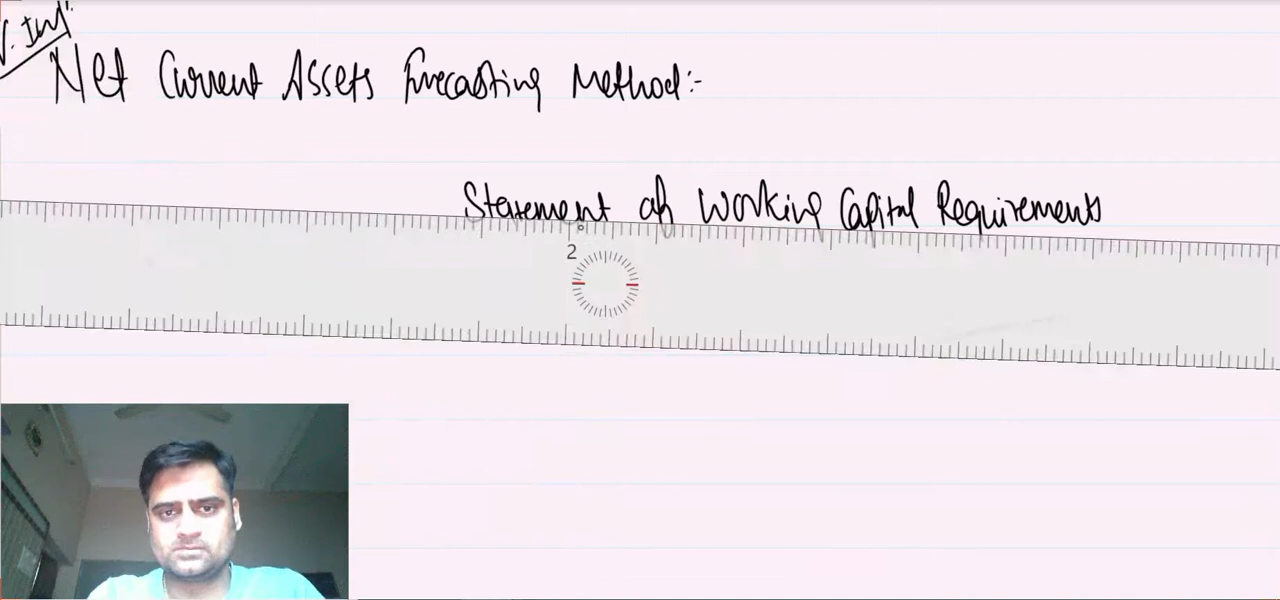 V. Imp.
Net Current Assets Forecasting Method:-
Statement of Working Capital Requirements
2